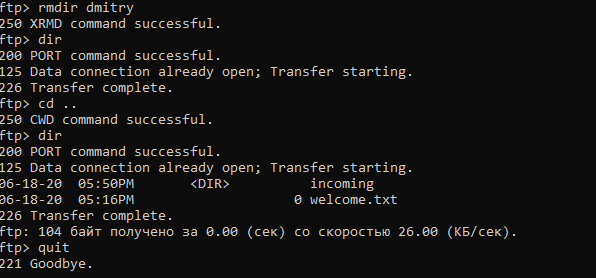 ftp> rmdir dmitry
250 XRMD command successful.
ftp> dir
200 PORT command successful.
125 Data connection already open; Transfer starting.
226 Transfer complete.
ftp> cd ..
250 CWD command successful.
ftp> dir
200 PORT command successful.
125 Data connection already open; Transfer starting.
06-18-20  05:50PM       <DIR>          incoming
06-18-20  05:16PM                    0 welcome.txt
226 Transfer complete.
ftp: 104 байт получено за 0.00 (сек) со скоростью 26.00 (КБ/сек).
ftp> quit
221 Goodbye.